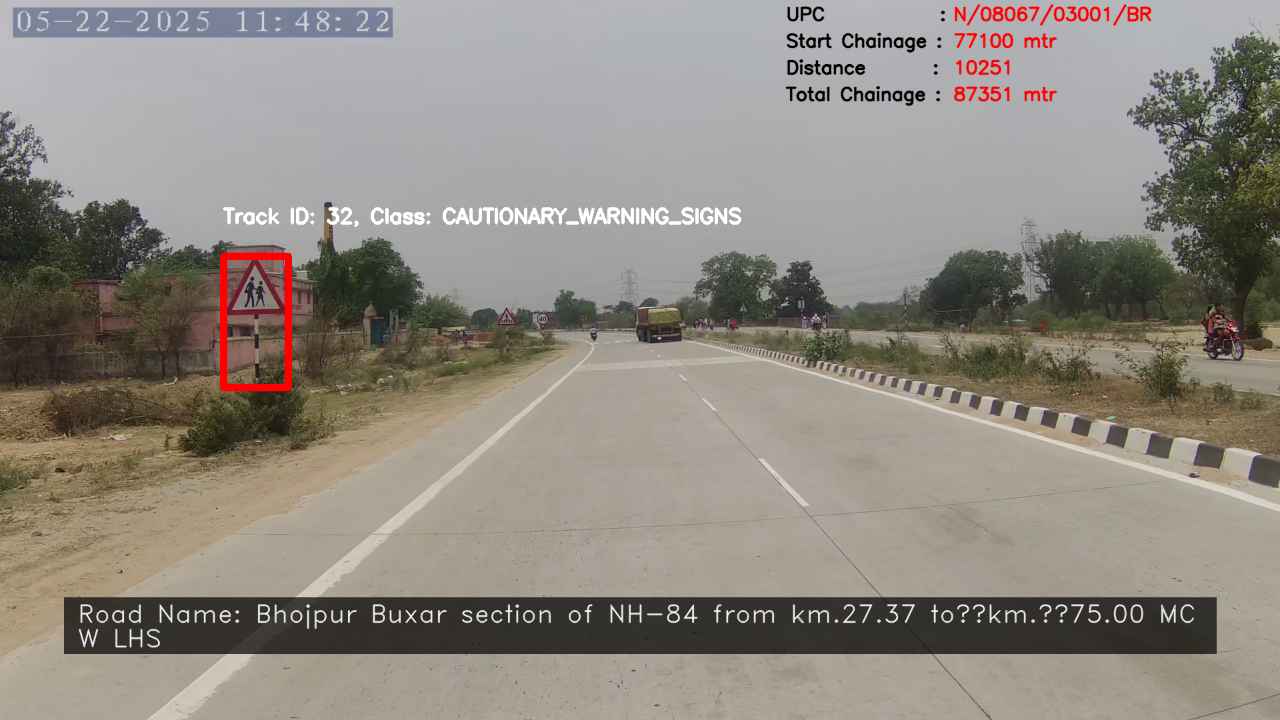 05-22-2025 11:48:22
UPC : N/08067/03001/BR
Start Chainage : 77100 mtr
Distance : 10251
Total Chainage : 87351 mtr
Track ID: 32, Class: CAUTIONARY_WARNING_SIGNS
40
Road Name: Bhojpur Buxar section of NH-84 from km.27.37 to??km.??75.00 MC
W LHS